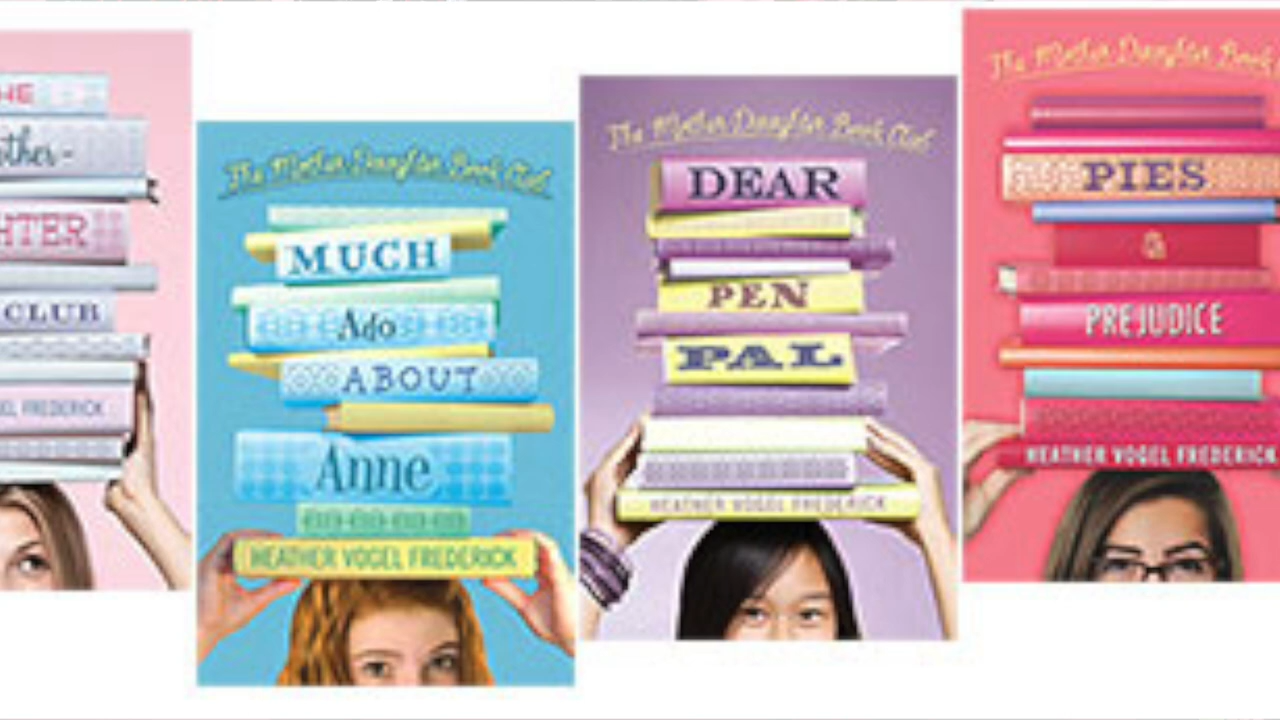 HE
ther-
HTER
CLUB
EL FREDERICK
The Mother Daughter Book Club
MUCH
Ado
ABOUT
Anne
HEATHER VOGEL FREDERICK
The Mother Daughter Book Club
DEAR
PEN
PAL
HEATHER VOGEL FREDERICK
The Mother Daughter Book
PIES
&
PREJUDICE
HEATHER VOGEL FREDERICK